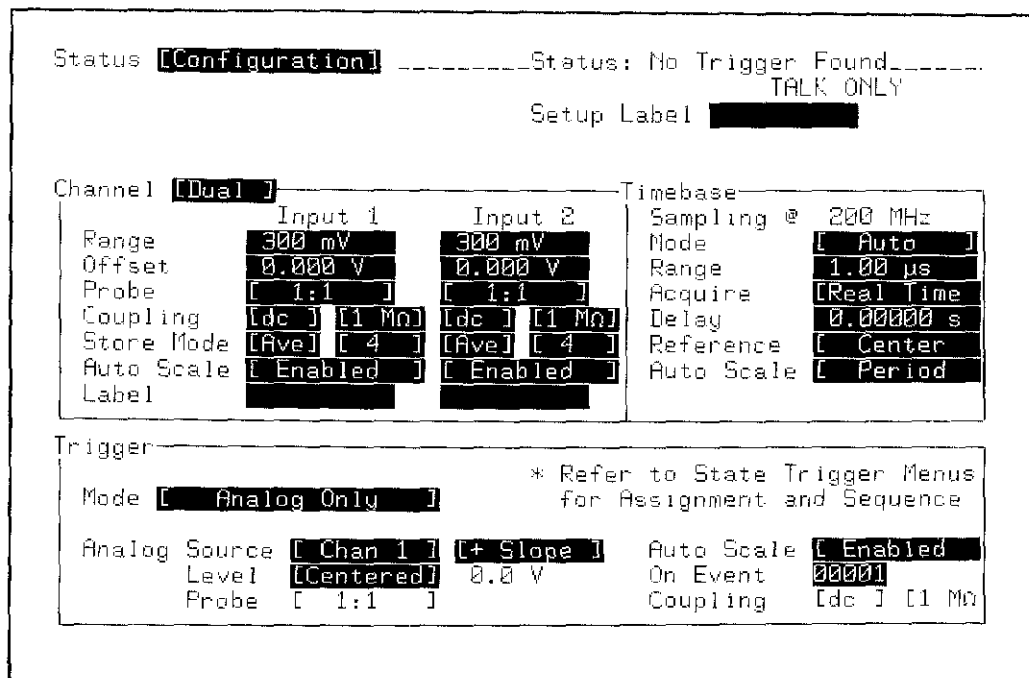 Status [Configuration] _________Status: No Trigger Found______
TALK ONLY
Setup Label
Channel [Dual ] Timebase
Input 1 Input 2 Sampling @ 200 MHz
Range 300 mV 300 mV Mode [ Auto ]
Offset 0.000 V 0.000 V Range 1.00 µs
Probe [ 1:1 ] [ 1:1 ] Acquire [Real Time
Coupling [dc ] [1 MΩ] [dc ] [1 MΩ] Delay 0.00000 s
Store Mode [Ave] [ 4 ] [Ave] [ 4 ] Reference [ Center
Auto Scale [ Enabled ] [ Enabled ] Auto Scale [ Period
Label
Trigger
* Refer to State Trigger Menus
Mode [ Analog Only ] for Assignment and Sequence
Analog Source [ Chan 1 ] [+ Slope ] Auto Scale [ Enabled
Level [Centered] 0.0 V On Event 00001
Probe [ 1:1 ] Coupling [dc ] [1 MΩ